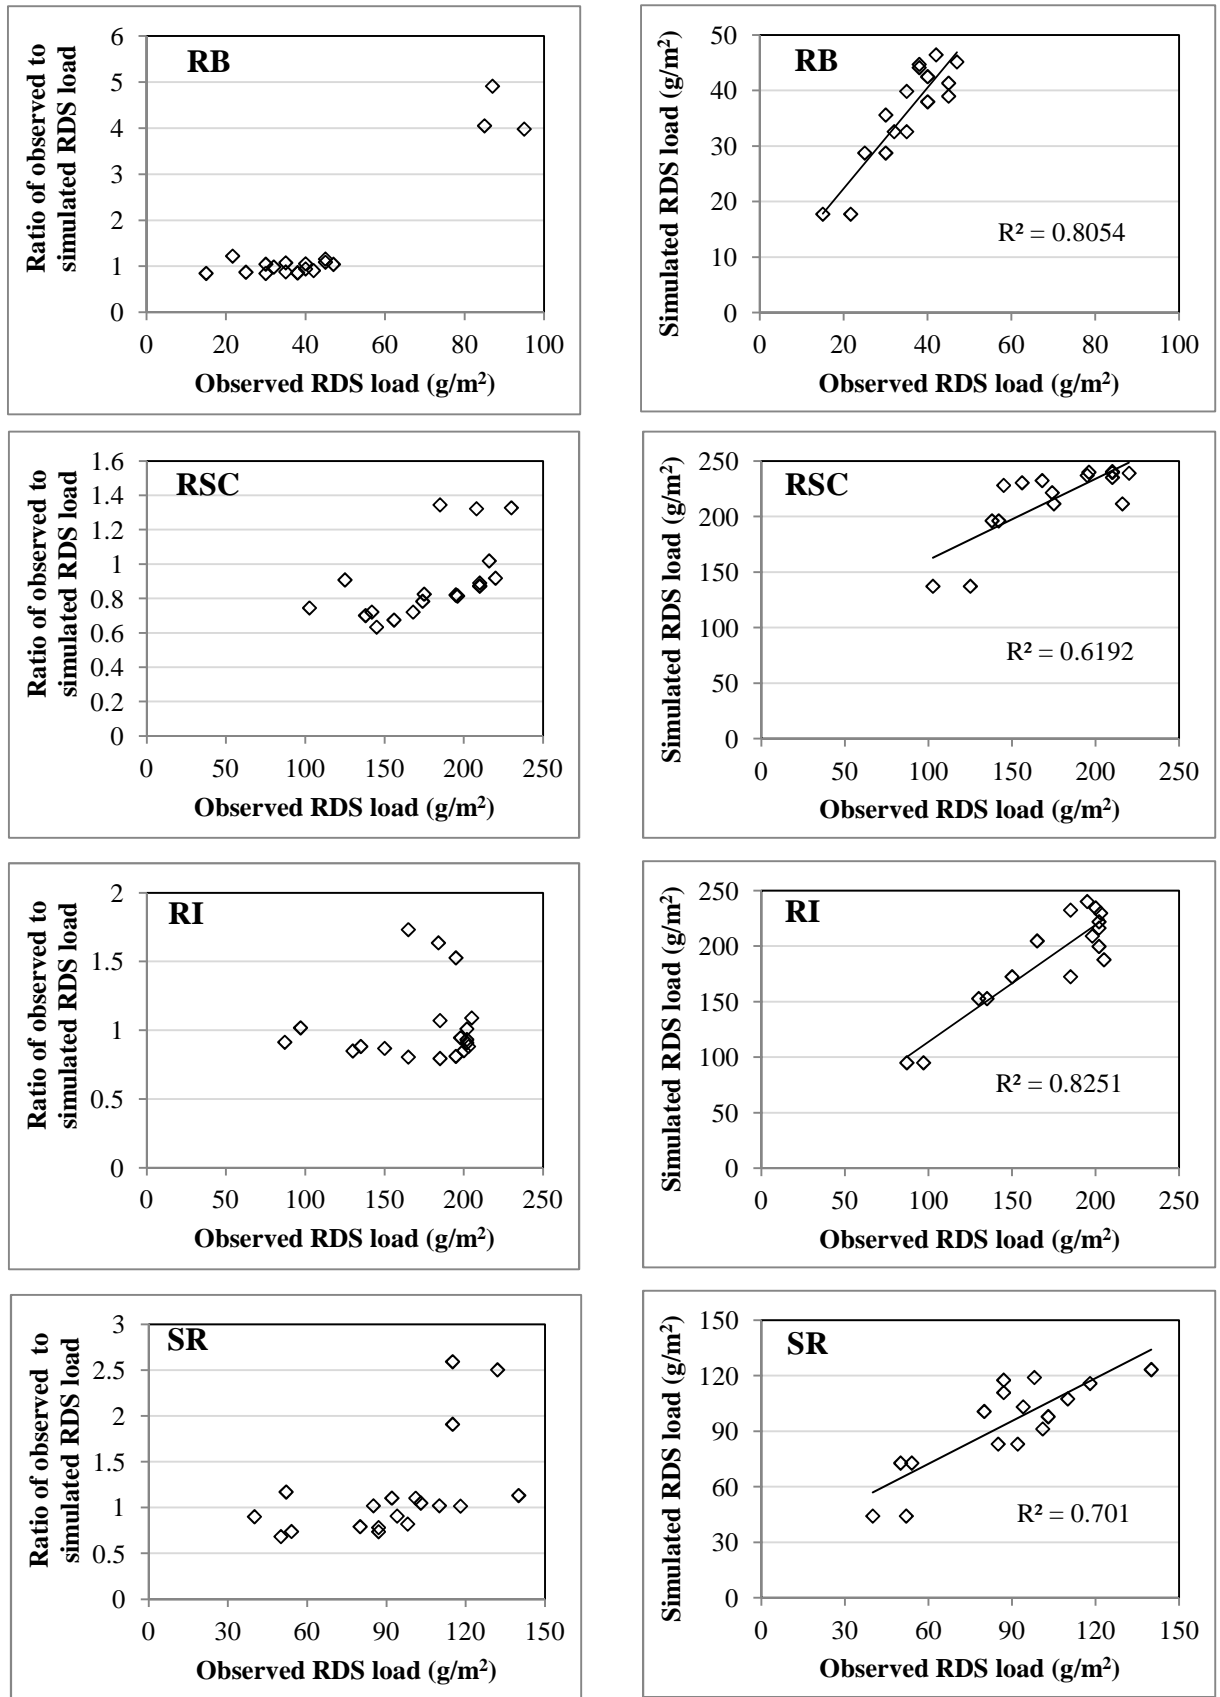 RB
Ratio of observed to
simulated RDS load
6
5
4
3
2
1
0
0 20 40 60 80 100
Observed RDS load (g/m²)
RB
Simulated RDS load (g/m²)
50
40
30
20
10
0
R² = 0.8054
0 20 40 60 80 100
Observed RDS load (g/m²)
RSC
Ratio of observed to
simulated RDS load
1.6
1.4
1.2
1
0.8
0.6
0.4
0.2
0
0 50 100 150 200 250
Observed RDS load (g/m²)
RSC
Simulated RDS load (g/m²)
250
200
150
100
50
0
R² = 0.6192
0 50 100 150 200 250
Observed RDS load (g/m²)
RI
Ratio of observed to
simulated RDS load
2
1.5
1
0.5
0
0 50 100 150 200 250
Observed RDS load (g/m²)
RI
Simulated RDS load (g/m²)
250
200
150
100
50
0
R² = 0.8251
0 50 100 150 200 250
Observed RDS load (g/m²)
SR
Ratio of observed to
simulated RDS load
3
2.5
2
1.5
1
0.5
0
0 30 60 90 120 150
Observed RDS load (g/m²)
SR
Simulated RDS load (g/m²)
150
120
90
60
30
0
R² = 0.701
0 30 60 90 120 150
Observed RDS load (g/m²)